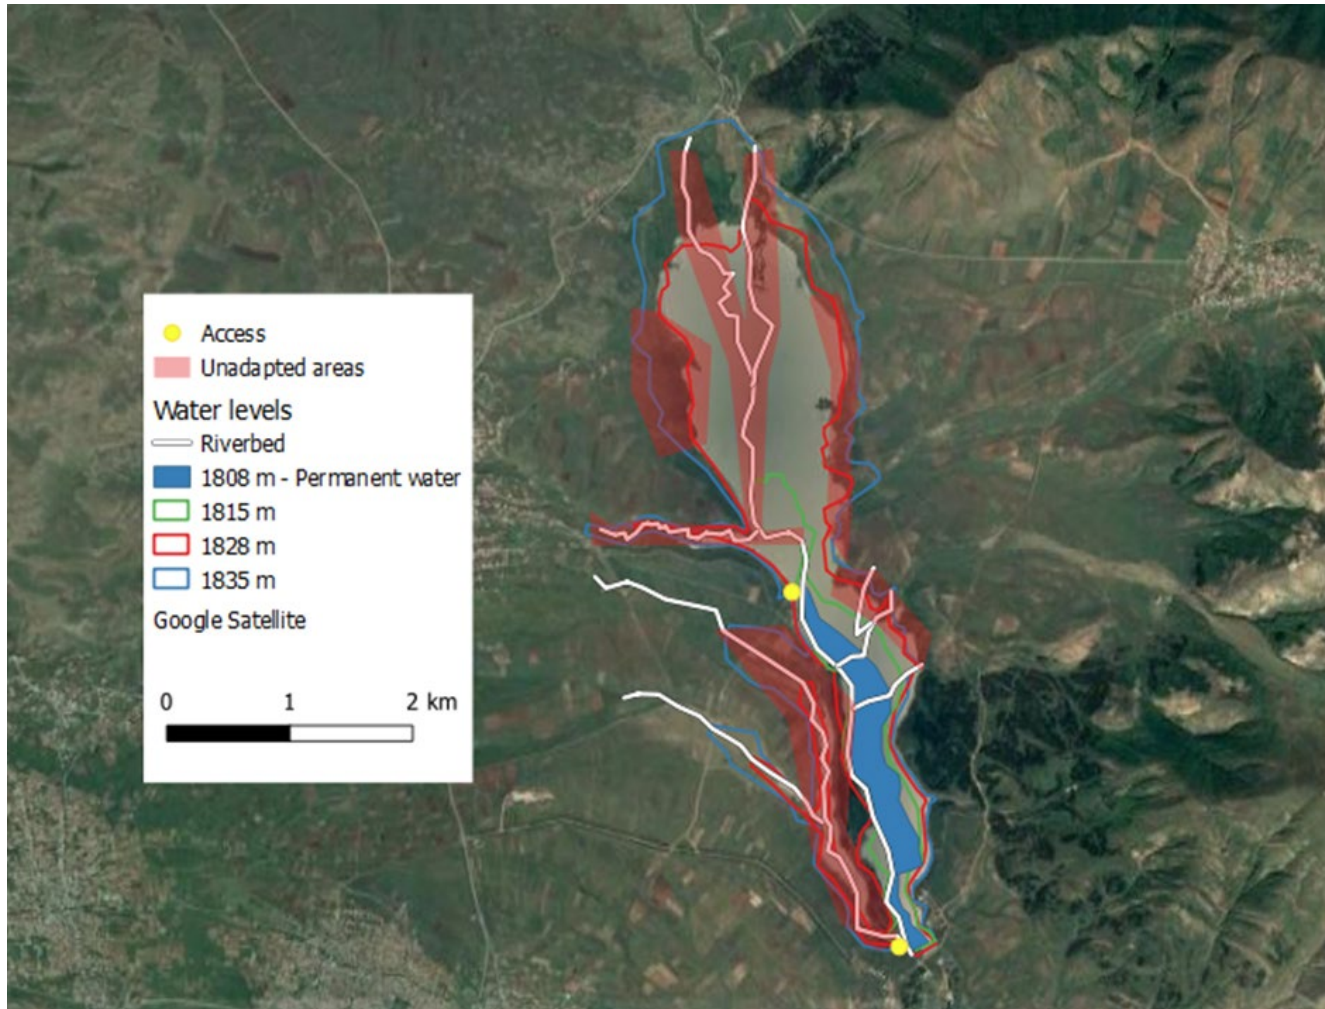 Access
Unadapted areas
Water levels
Riverbed
1808 m - Permanent water
1815 m
1828 m
1835 m
Google Satellite
0 1 2 km